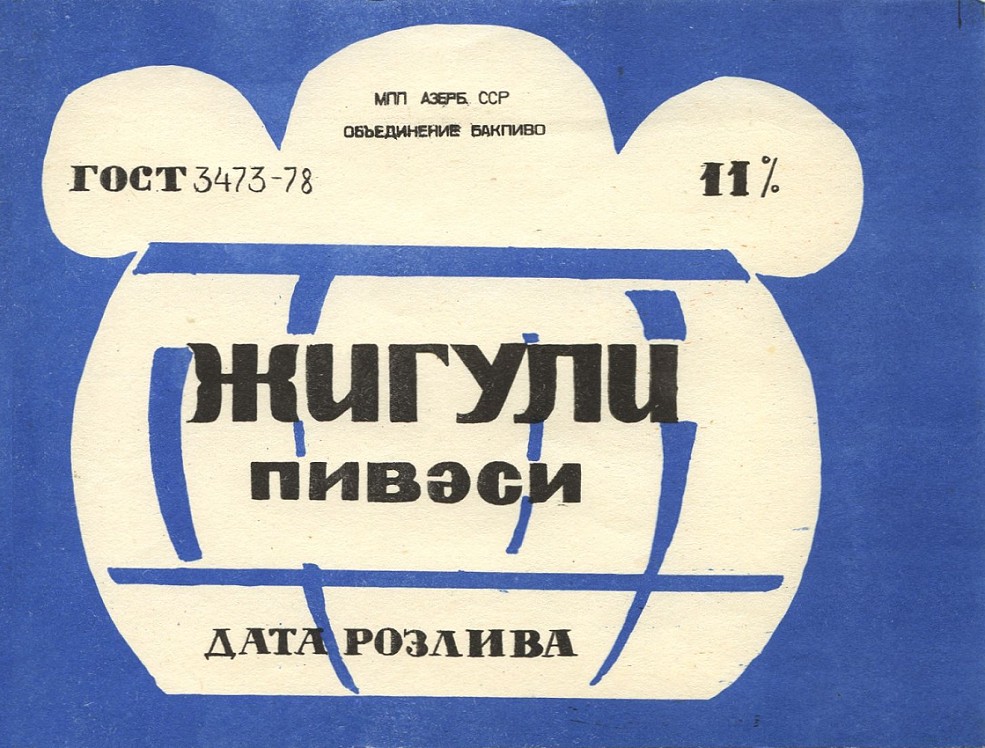 МПП АЗЕРБ. ССР
ОБЪЕДИНЕНИЕ БАКПИВО
ГОСТ 3473-78
11%
ЖИГУЛИ
ПИВӘСИ
ДАТА РОЗЛИВА